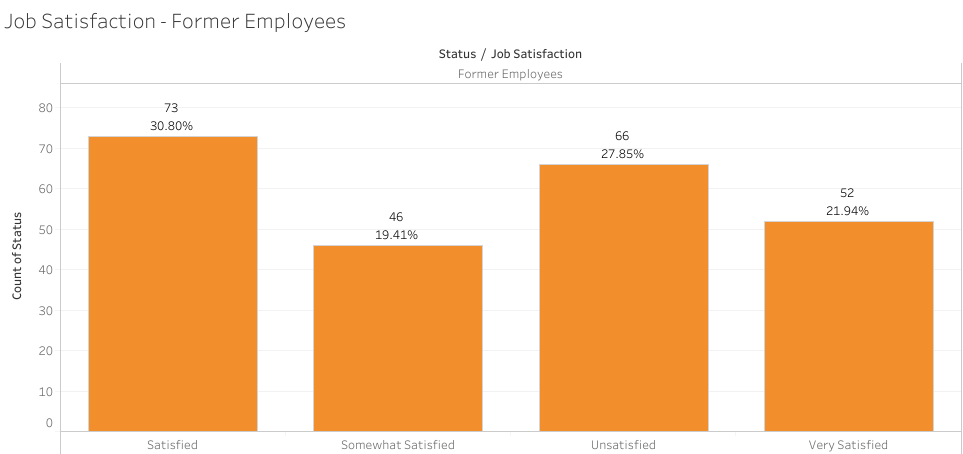 Job Satisfaction - Former Employees
Status / Job Satisfaction
Former Employees
Count of Status
80
70
60
50
40
30
20
10
0
73
30.80%
46
19.41%
66
27.85%
52
21.94%
Satisfied
Somewhat Satisfied
Unsatisfied
Very Satisfied